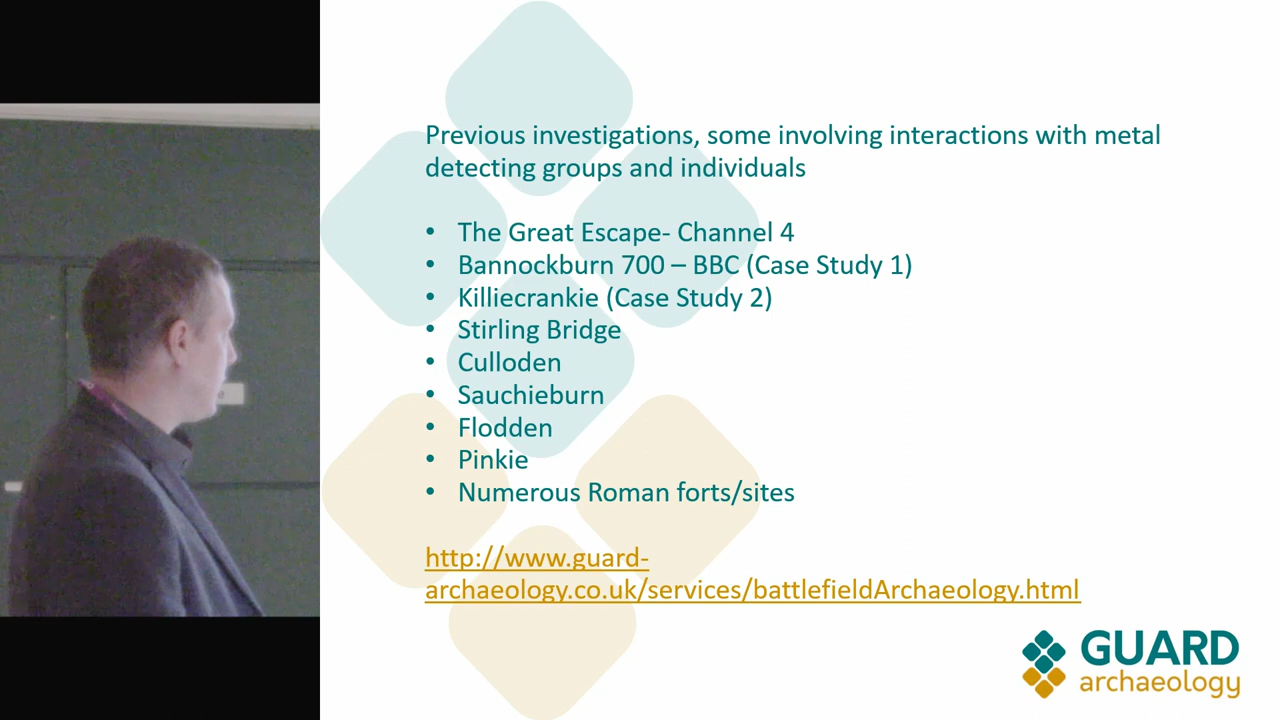 Previous investigations, some involving interactions with metal
detecting groups and individuals
• The Great Escape- Channel 4
• Bannockburn 700 – BBC (Case Study 1)
• Killiecrankie (Case Study 2)
• Stirling Bridge
• Culloden
• Sauchieburn
• Flodden
• Pinkie
• Numerous Roman forts/sites
http://www.guard-
archaeology.co.uk/services/battlefieldArchaeology.html
GUARD
archaeology